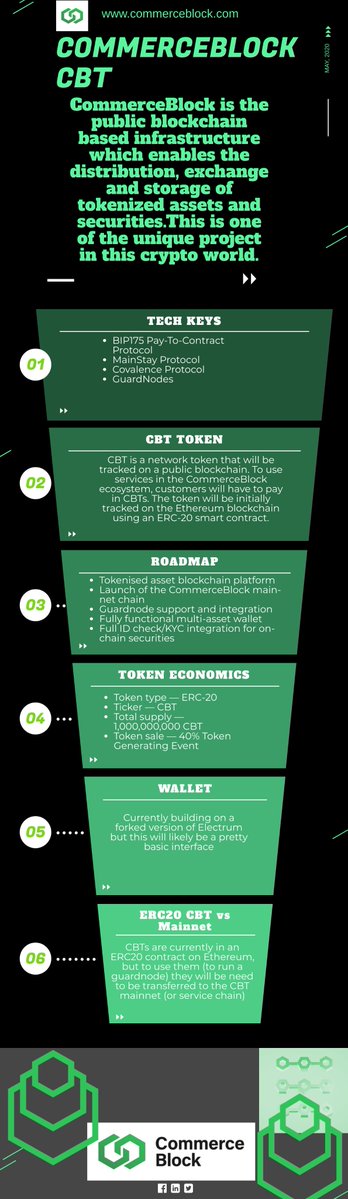 www.commerceblock.com
COMMERCEBLOCK
CBT
MAY, 2020
CommerceBlock is the
public blockchain
based infrastructure
which enables the
distribution, exchange
and storage of
tokenized assets and
securities.This is one
of the unique project
in this crypto world.
TECH KEYS
01
• BIP175 Pay-To-Contract
Protocol
• MainStay Protocol
• Covalence Protocol
• GuardNodes
CBT TOKEN
02
CBT is a network token that will be
tracked on a public blockchain. To use
services in the CommerceBlock
ecosystem, customers will have to pay
in CBTs. The token will be initially
tracked on the Ethereum blockchain
using an ERC-20 smart contract.
ROADMAP
03
• Tokenised asset blockchain platform
• Launch of the CommerceBlock main-
net chain
• Guardnode support and integration
• Fully functional multi-asset wallet
• Full ID check/KYC integration for on-
chain securities
TOKEN ECONOMICS
04
• Token type — ERC-20
• Ticker — CBT
• Total supply —
1,000,000,000 CBT
• Token sale — 40% Token
Generating Event
WALLET
05
Currently building on a
forked version of Electrum
but this will likely be a pretty
basic interface
ERC20 CBT vs
Mainnet
06
CBTs are currently in an
ERC20 contract on Ethereum,
but to use them (to run a
guardnode) they will be need
to be transferred to the CBT
mainnet (or service chain)
Commerce
Block